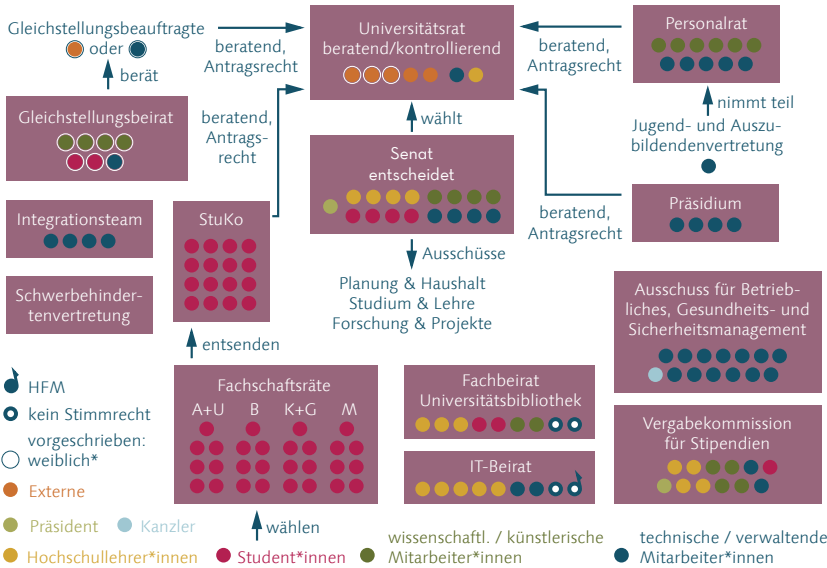 Gleichstellungsbeauftragte
oder
berät
Gleichstellungsbeirat
beratend,
Antragsrecht
Universitätsrat
beratend/kontrollierend
beratend,
Antragsrecht
Personalrat
nimmt teil
Jugend- und Auszu-
bildendenvertretung
beratend,
Antrags-
recht
wählt
Senat
entscheidet
Ausschüsse
Planung & Haushalt
Studium & Lehre
Forschung & Projekte
beratend,
Antragsrecht
Präsidium
Integrationsteam
StuKo
Schwerbehinder-
tenvertretung
entsenden
Ausschuss für Betrieb-
liches, Gesundheits- und
Sicherheitsmanagement
Fachschaftsräte
A+U B K+G M
wählen
Fachbeirat
Universitätsbibliothek
IT-Beirat
Vergabekommission
für Stipendien
HFM
kein Stimmrecht
vorgeschrieben:
weiblich*
Externe
Präsident Kanzler
Hochschullehrer*innen
Student*innen
wissenschaftl. / künstlerische
Mitarbeiter*innen
technische / verwaltende
Mitarbeiter*innen